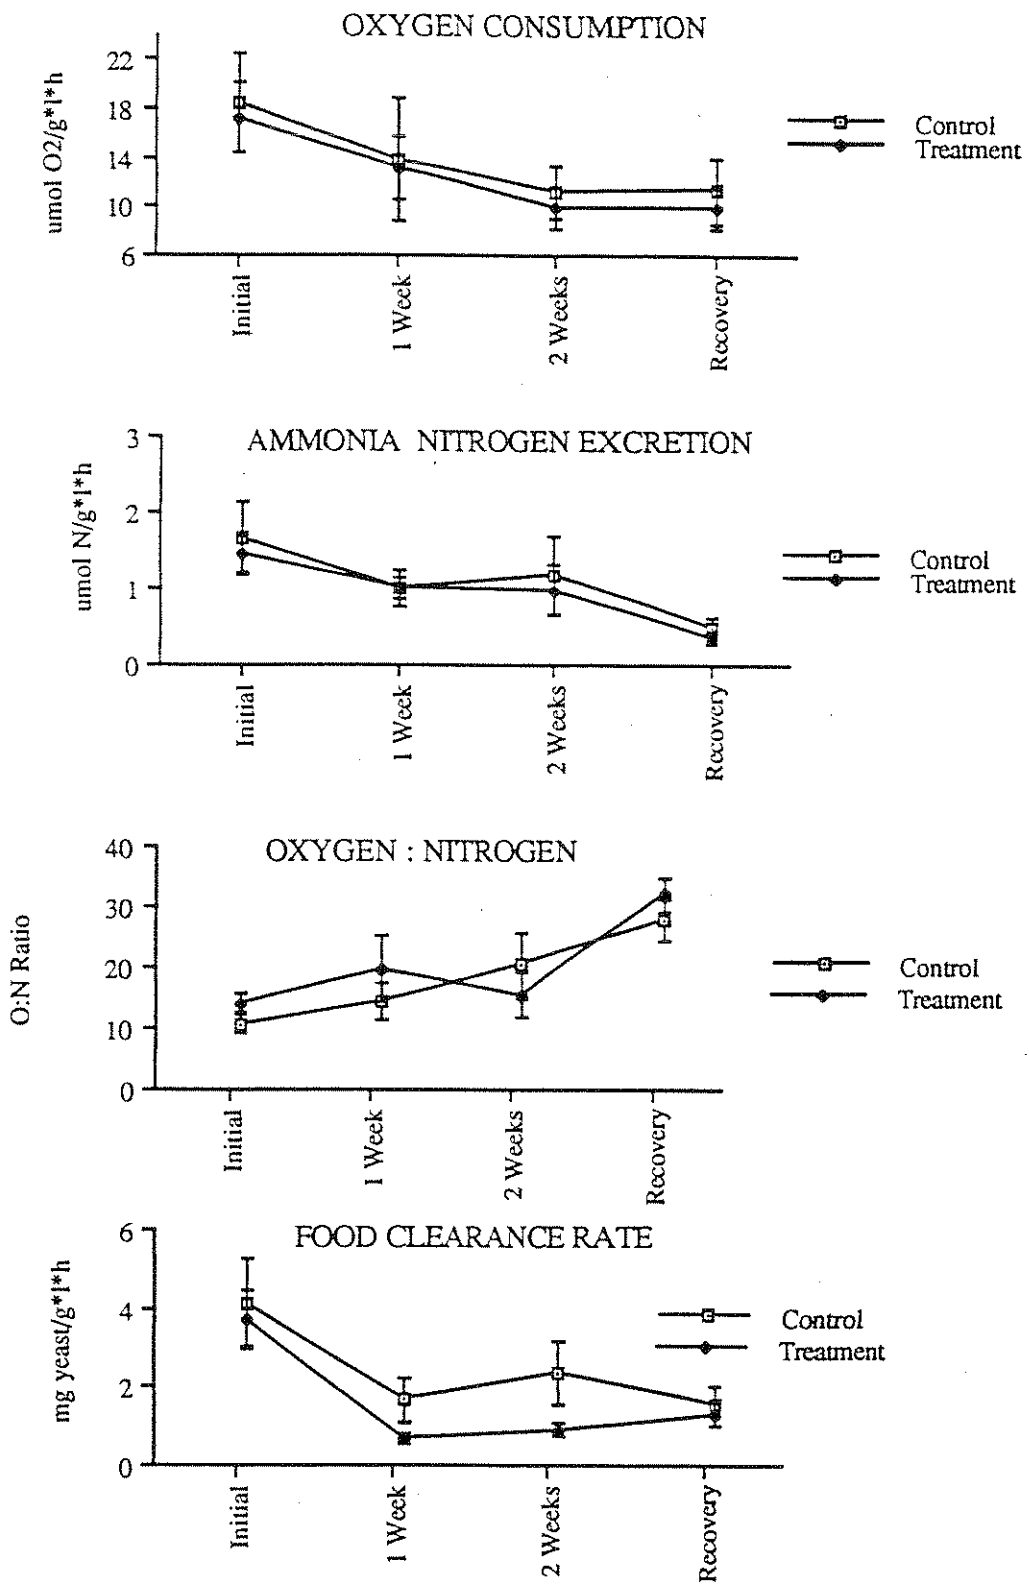 OXYGEN CONSUMPTION
umol O2/g*l*h
22
18
14
10
6
Initial
1 Week
2 Weeks
Recovery
Control
Treatment
AMMONIA NITROGEN EXCRETION
umol N/g*l*h
3
2
1
0
Initial
1 Week
2 Weeks
Recovery
Control
Treatment
OXYGEN : NITROGEN
O:N Ratio
40
30
20
10
0
Initial
1 Week
2 Weeks
Recovery
Control
Treatment
FOOD CLEARANCE RATE
mg yeast/g*l*h
6
4
2
0
Initial
1 Week
2 Weeks
Recovery
Control
Treatment